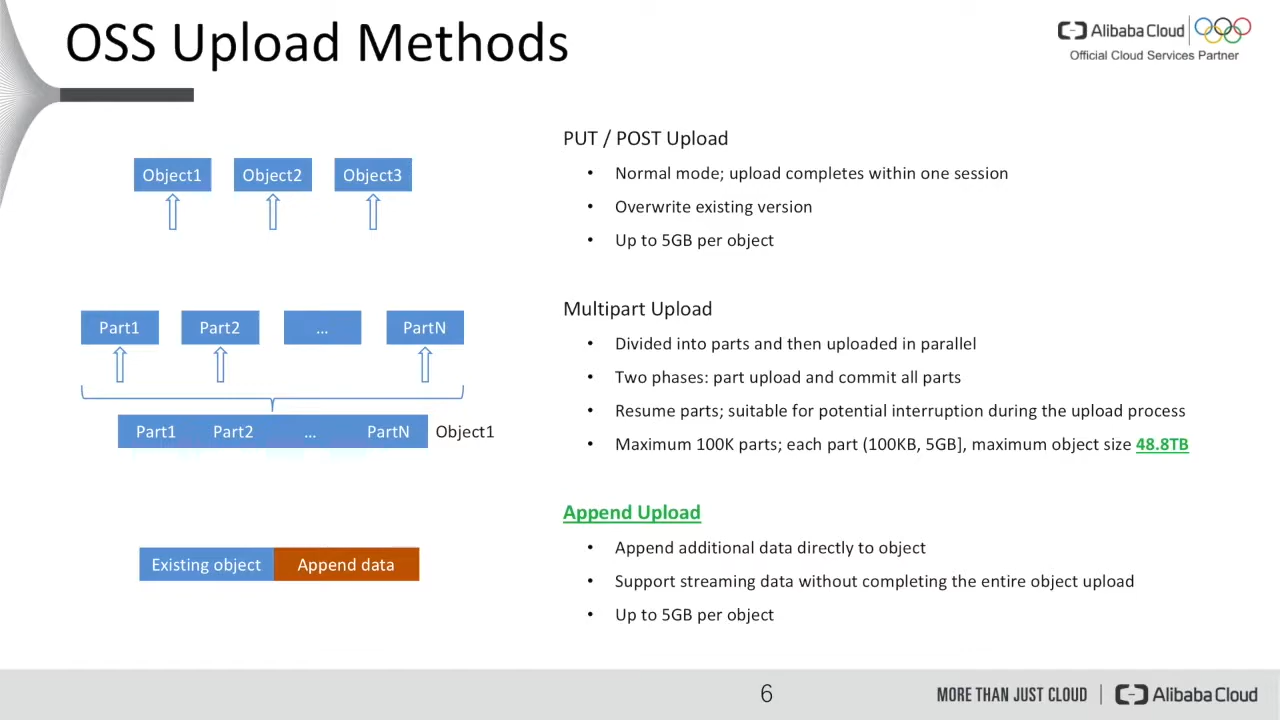 OSS Upload Methods
Alibaba Cloud
Official Cloud Services Partner
Object1 Object2 Object3
PUT / POST Upload
• Normal mode; upload completes within one session
• Overwrite existing version
• Up to 5GB per object
Part1 Part2 ... PartN
Part1 Part2 ... PartN Object1
Multipart Upload
• Divided into parts and then uploaded in parallel
• Two phases: part upload and commit all parts
• Resume parts; suitable for potential interruption during the upload process
• Maximum 100K parts; each part (100KB, 5GB], maximum object size 48.8TB
Existing object Append data
Append Upload
• Append additional data directly to object
• Support streaming data without completing the entire object upload
• Up to 5GB per object
6
MORE THAN JUST CLOUD | Alibaba Cloud